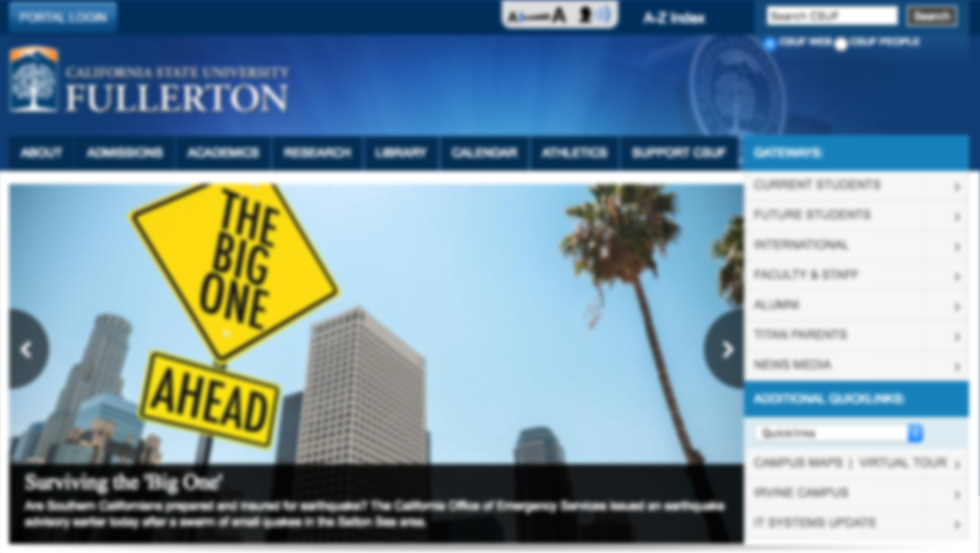 PORTAL LOGIN
A-Z Index
Search CSUF
Search
CSUF WEB CSUF PEOPLE
CALIFORNIA STATE UNIVERSITY
FULLERTON
ABOUT ADMISSIONS ACADEMICS RESEARCH LIBRARY CALENDAR ATHLETICS SUPPORT CSUF
GATEWAYS:
CURRENT STUDENTS
FUTURE STUDENTS
INTERNATIONAL
FACULTY & STAFF
ALUMNI
TITAN PARENTS
NEWS MEDIA
ADDITIONAL QUICKLINKS:
Quicklinks
CAMPUS MAPS | VIRTUAL TOUR
IRVINE CAMPUS
IT SYSTEMS UPDATE
THE
BIG
ONE
AHEAD
Surviving the 'Big One'
Are Southern Californians prepared and insured for earthquake? The California Office of Emergency Services issued an earthquake
advisory earlier today after a swarm of small quakes in the Salton Sea area.